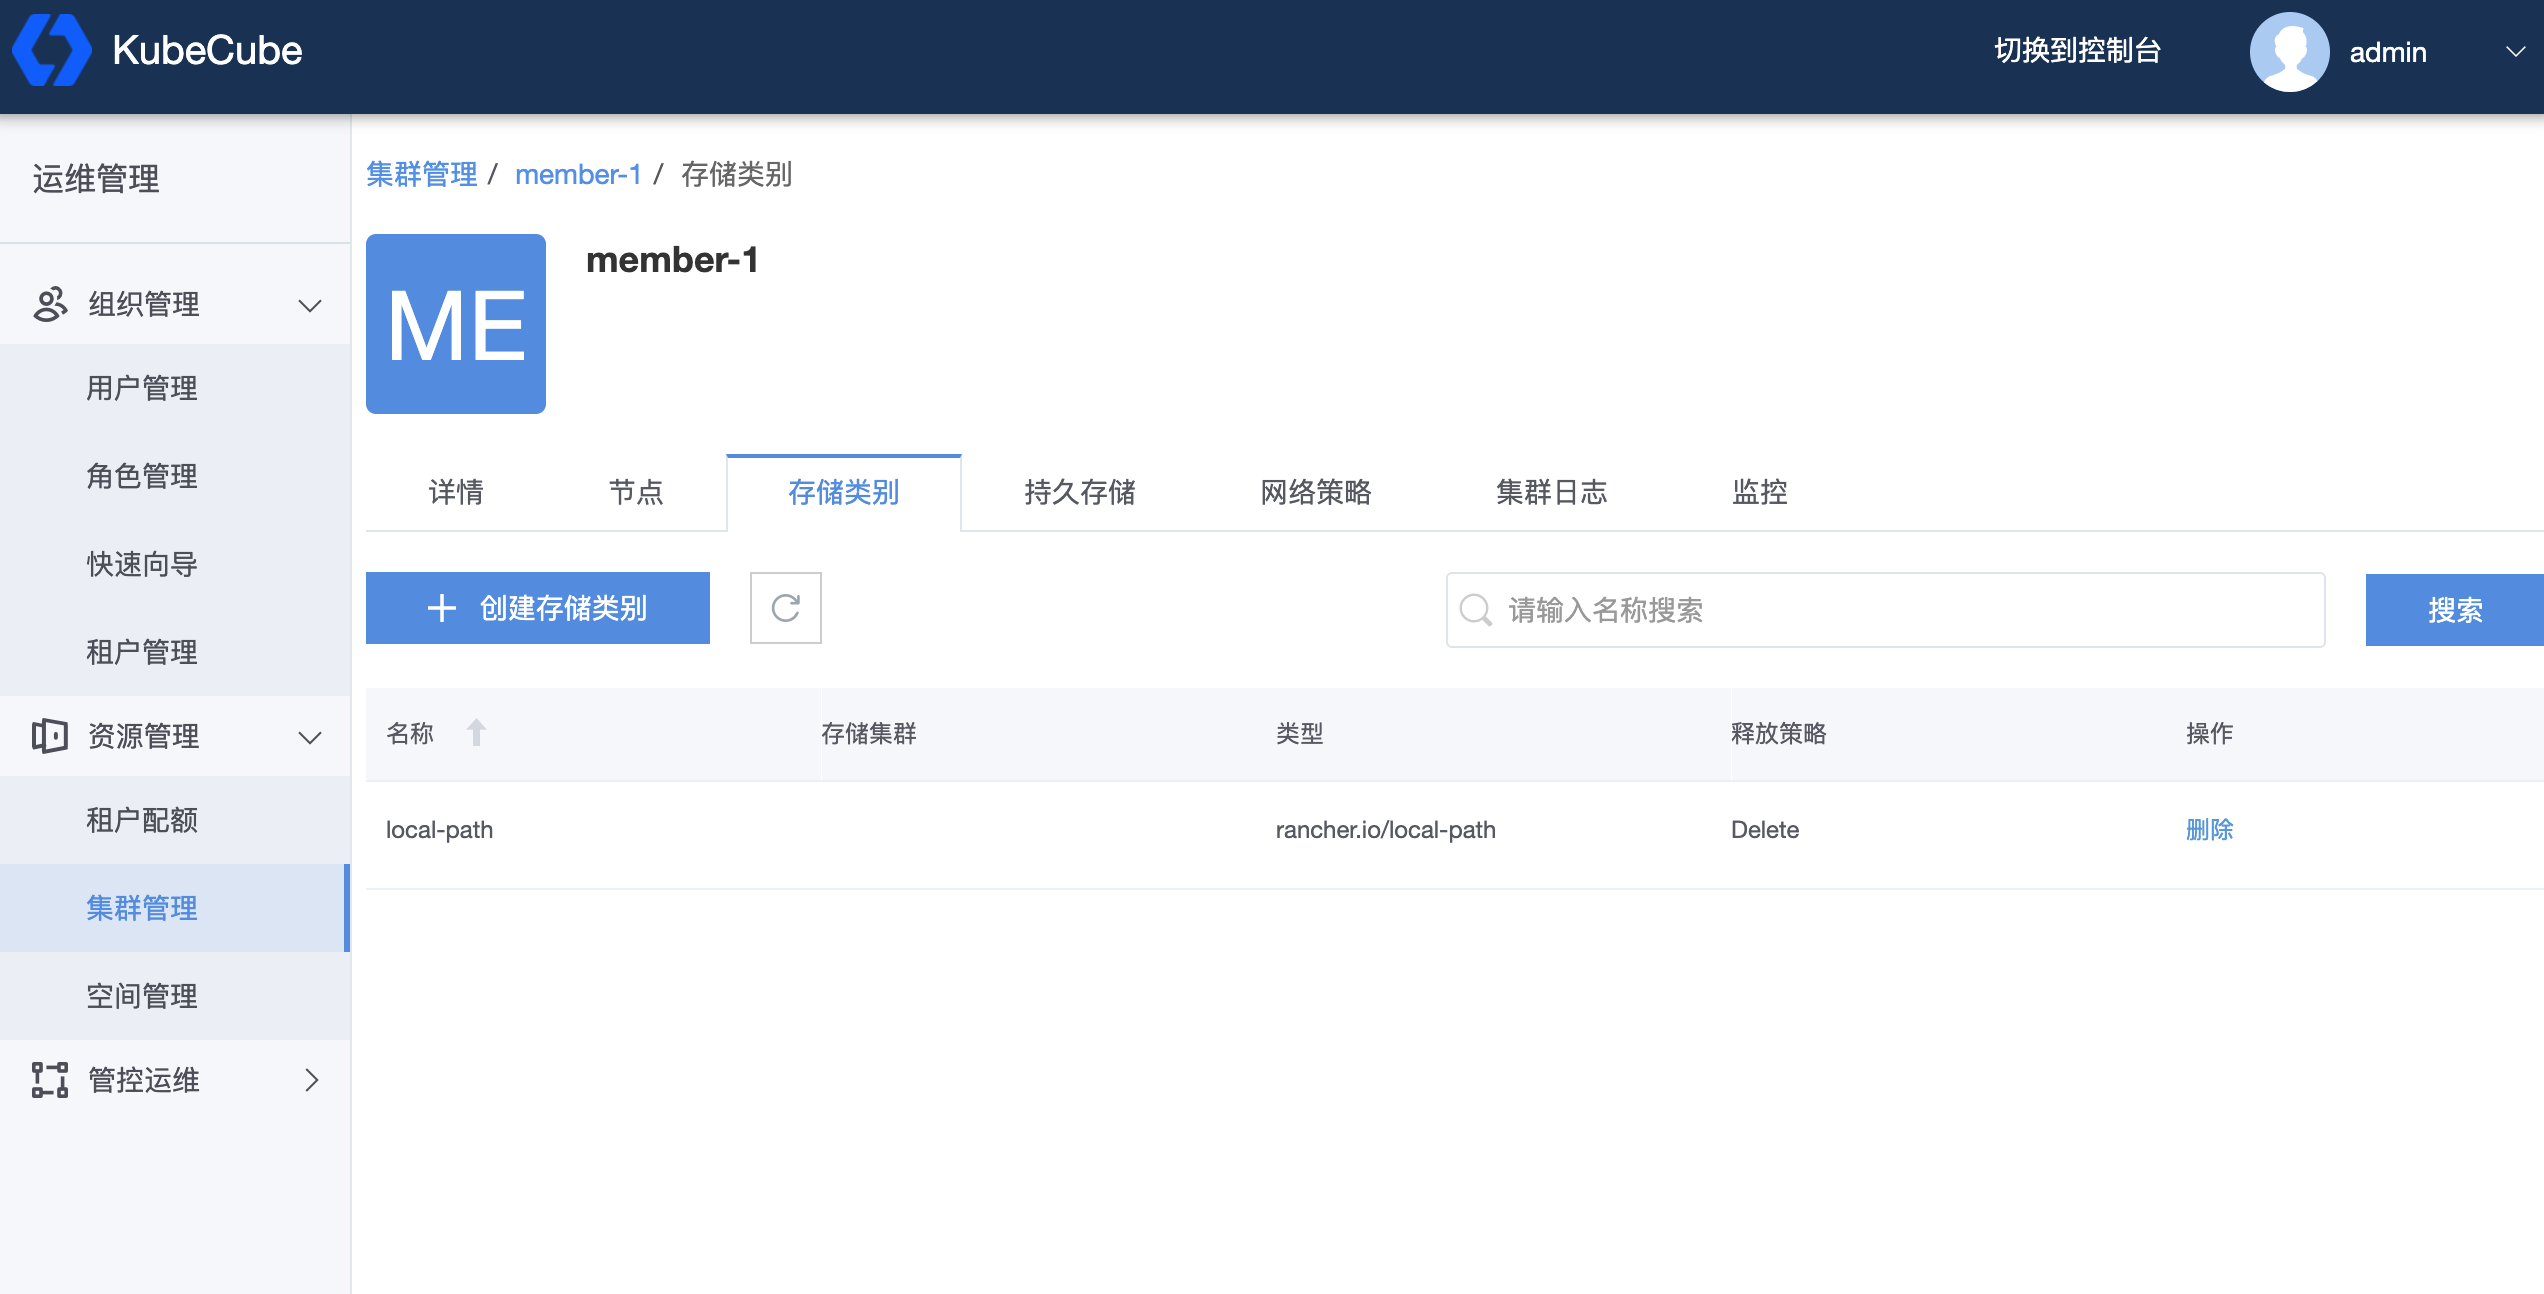 KubeCube
切换到控制台
admin
运维管理
组织管理
用户管理
角色管理
快速向导
租户管理
资源管理
租户配额
集群管理
空间管理
管控运维
集群管理 / member-1 / 存储类别
ME
member-1
详情 节点 存储类别 持久存储 网络策略 集群日志 监控
创建存储类别
请输入名称搜索
搜索
名称 存储集群 类型 释放策略 操作
local-path rancher.io/local-path Delete 删除